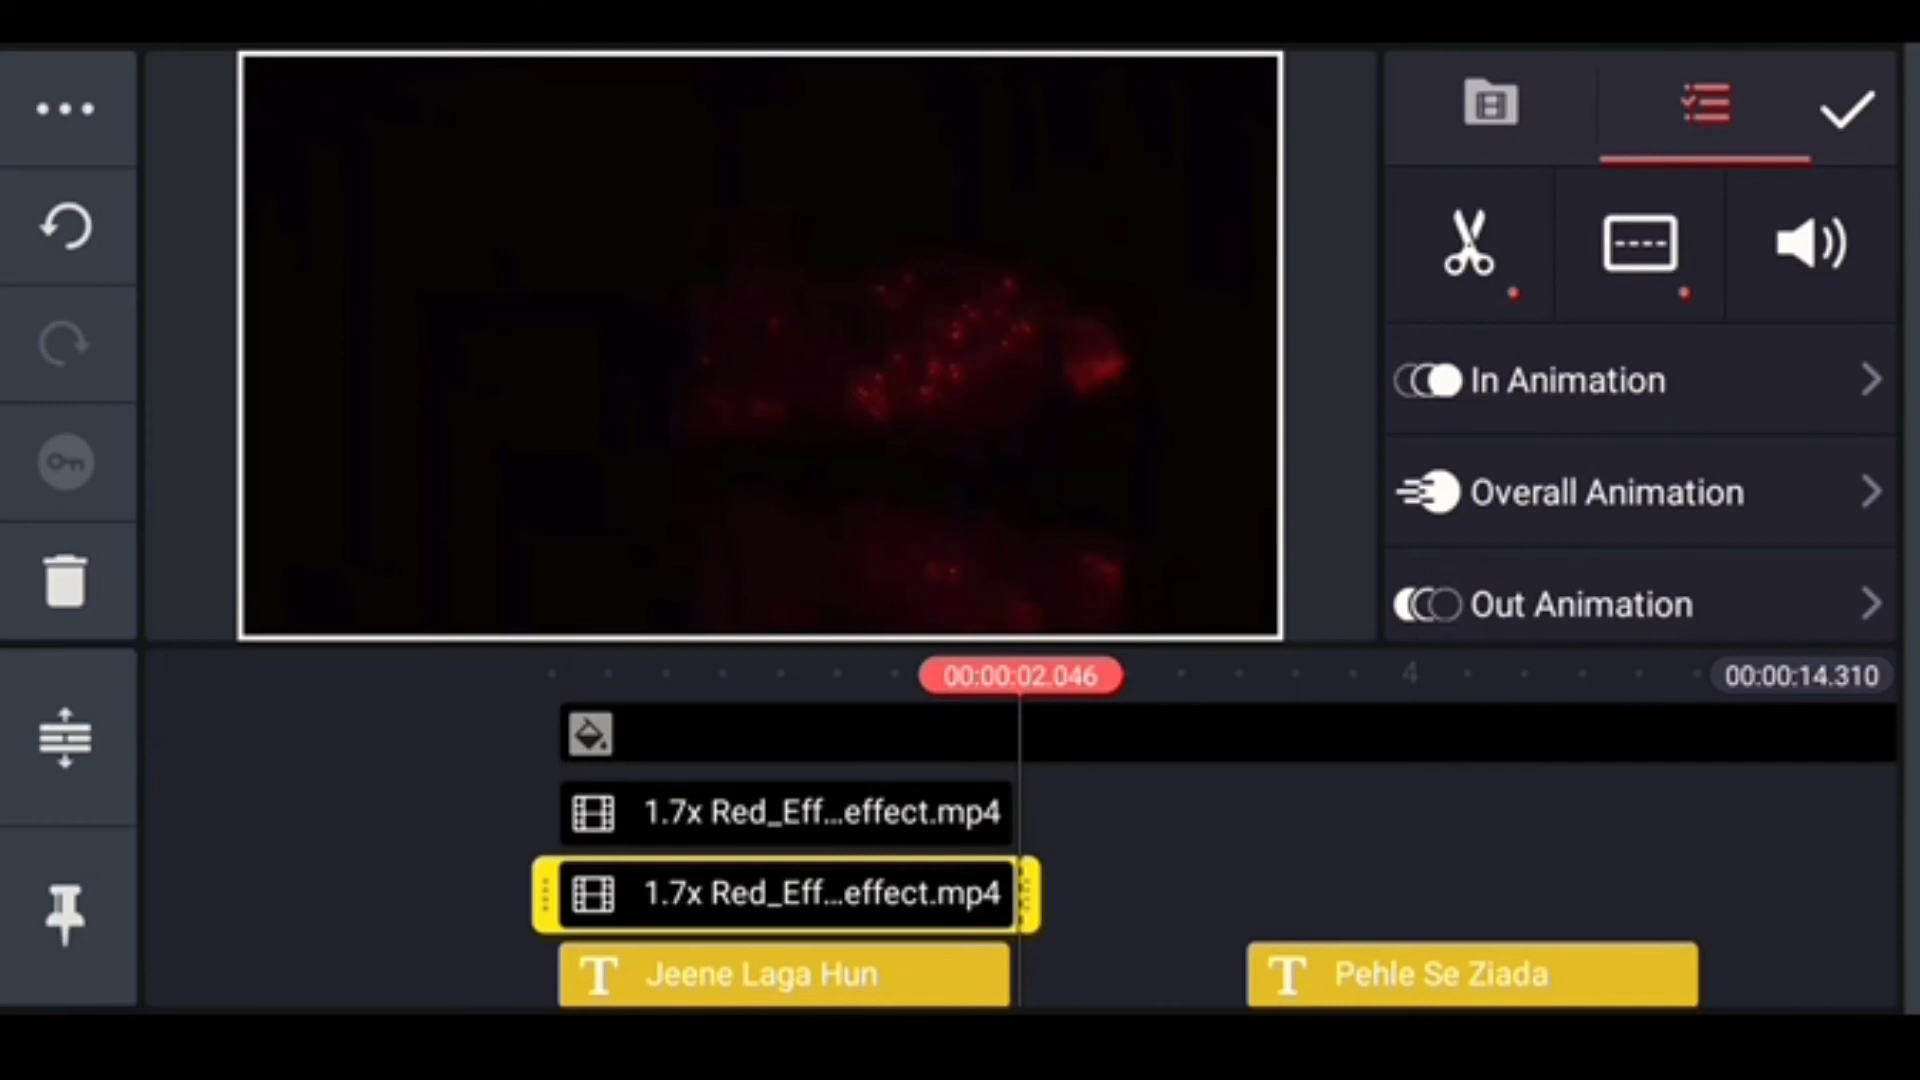 In Animation
Overall Animation
Out Animation
00:00:02.046
4
00:00:14.310
1.7x Red_Eff...effect.mp4
1.7x Red_Eff...effect.mp4
Jeene Laga Hun
Pehle Se Ziada